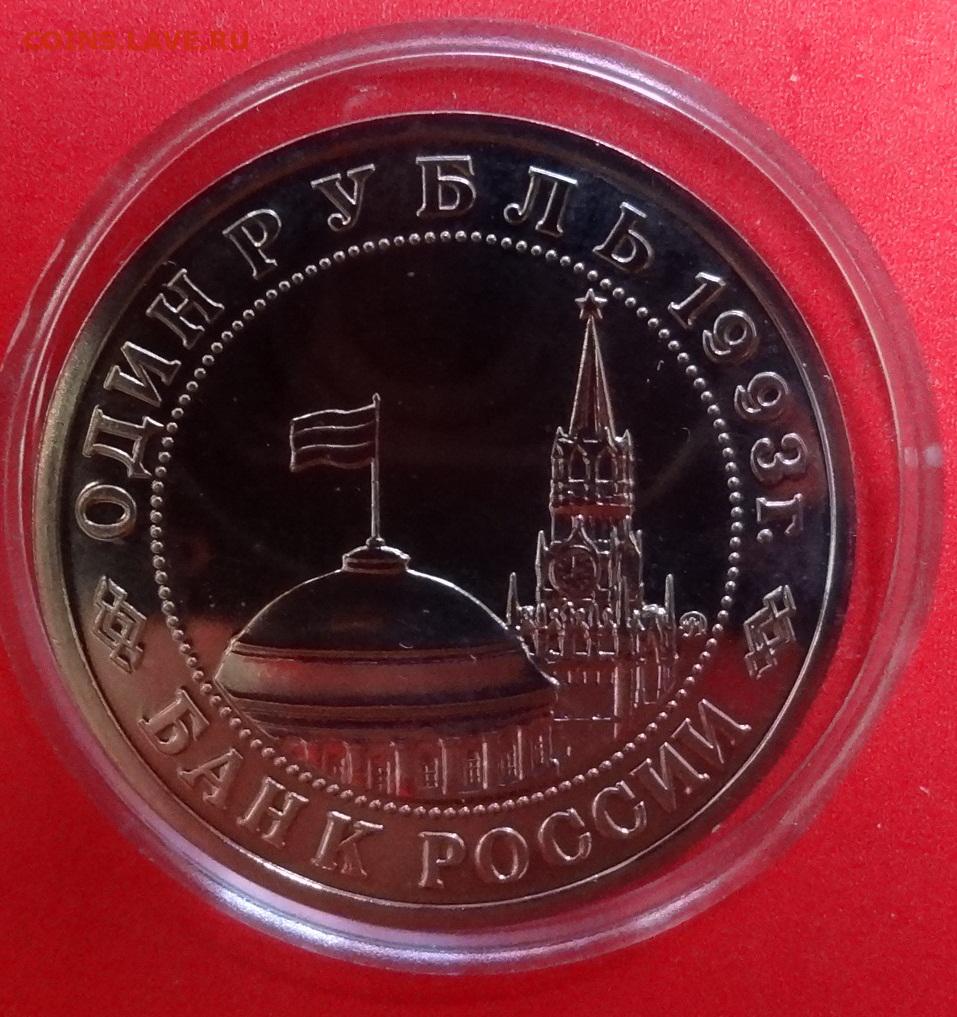 COINS.LAVE.RU
ОДИН РУБЛЬ 1993г.
БАНК РОССИИ